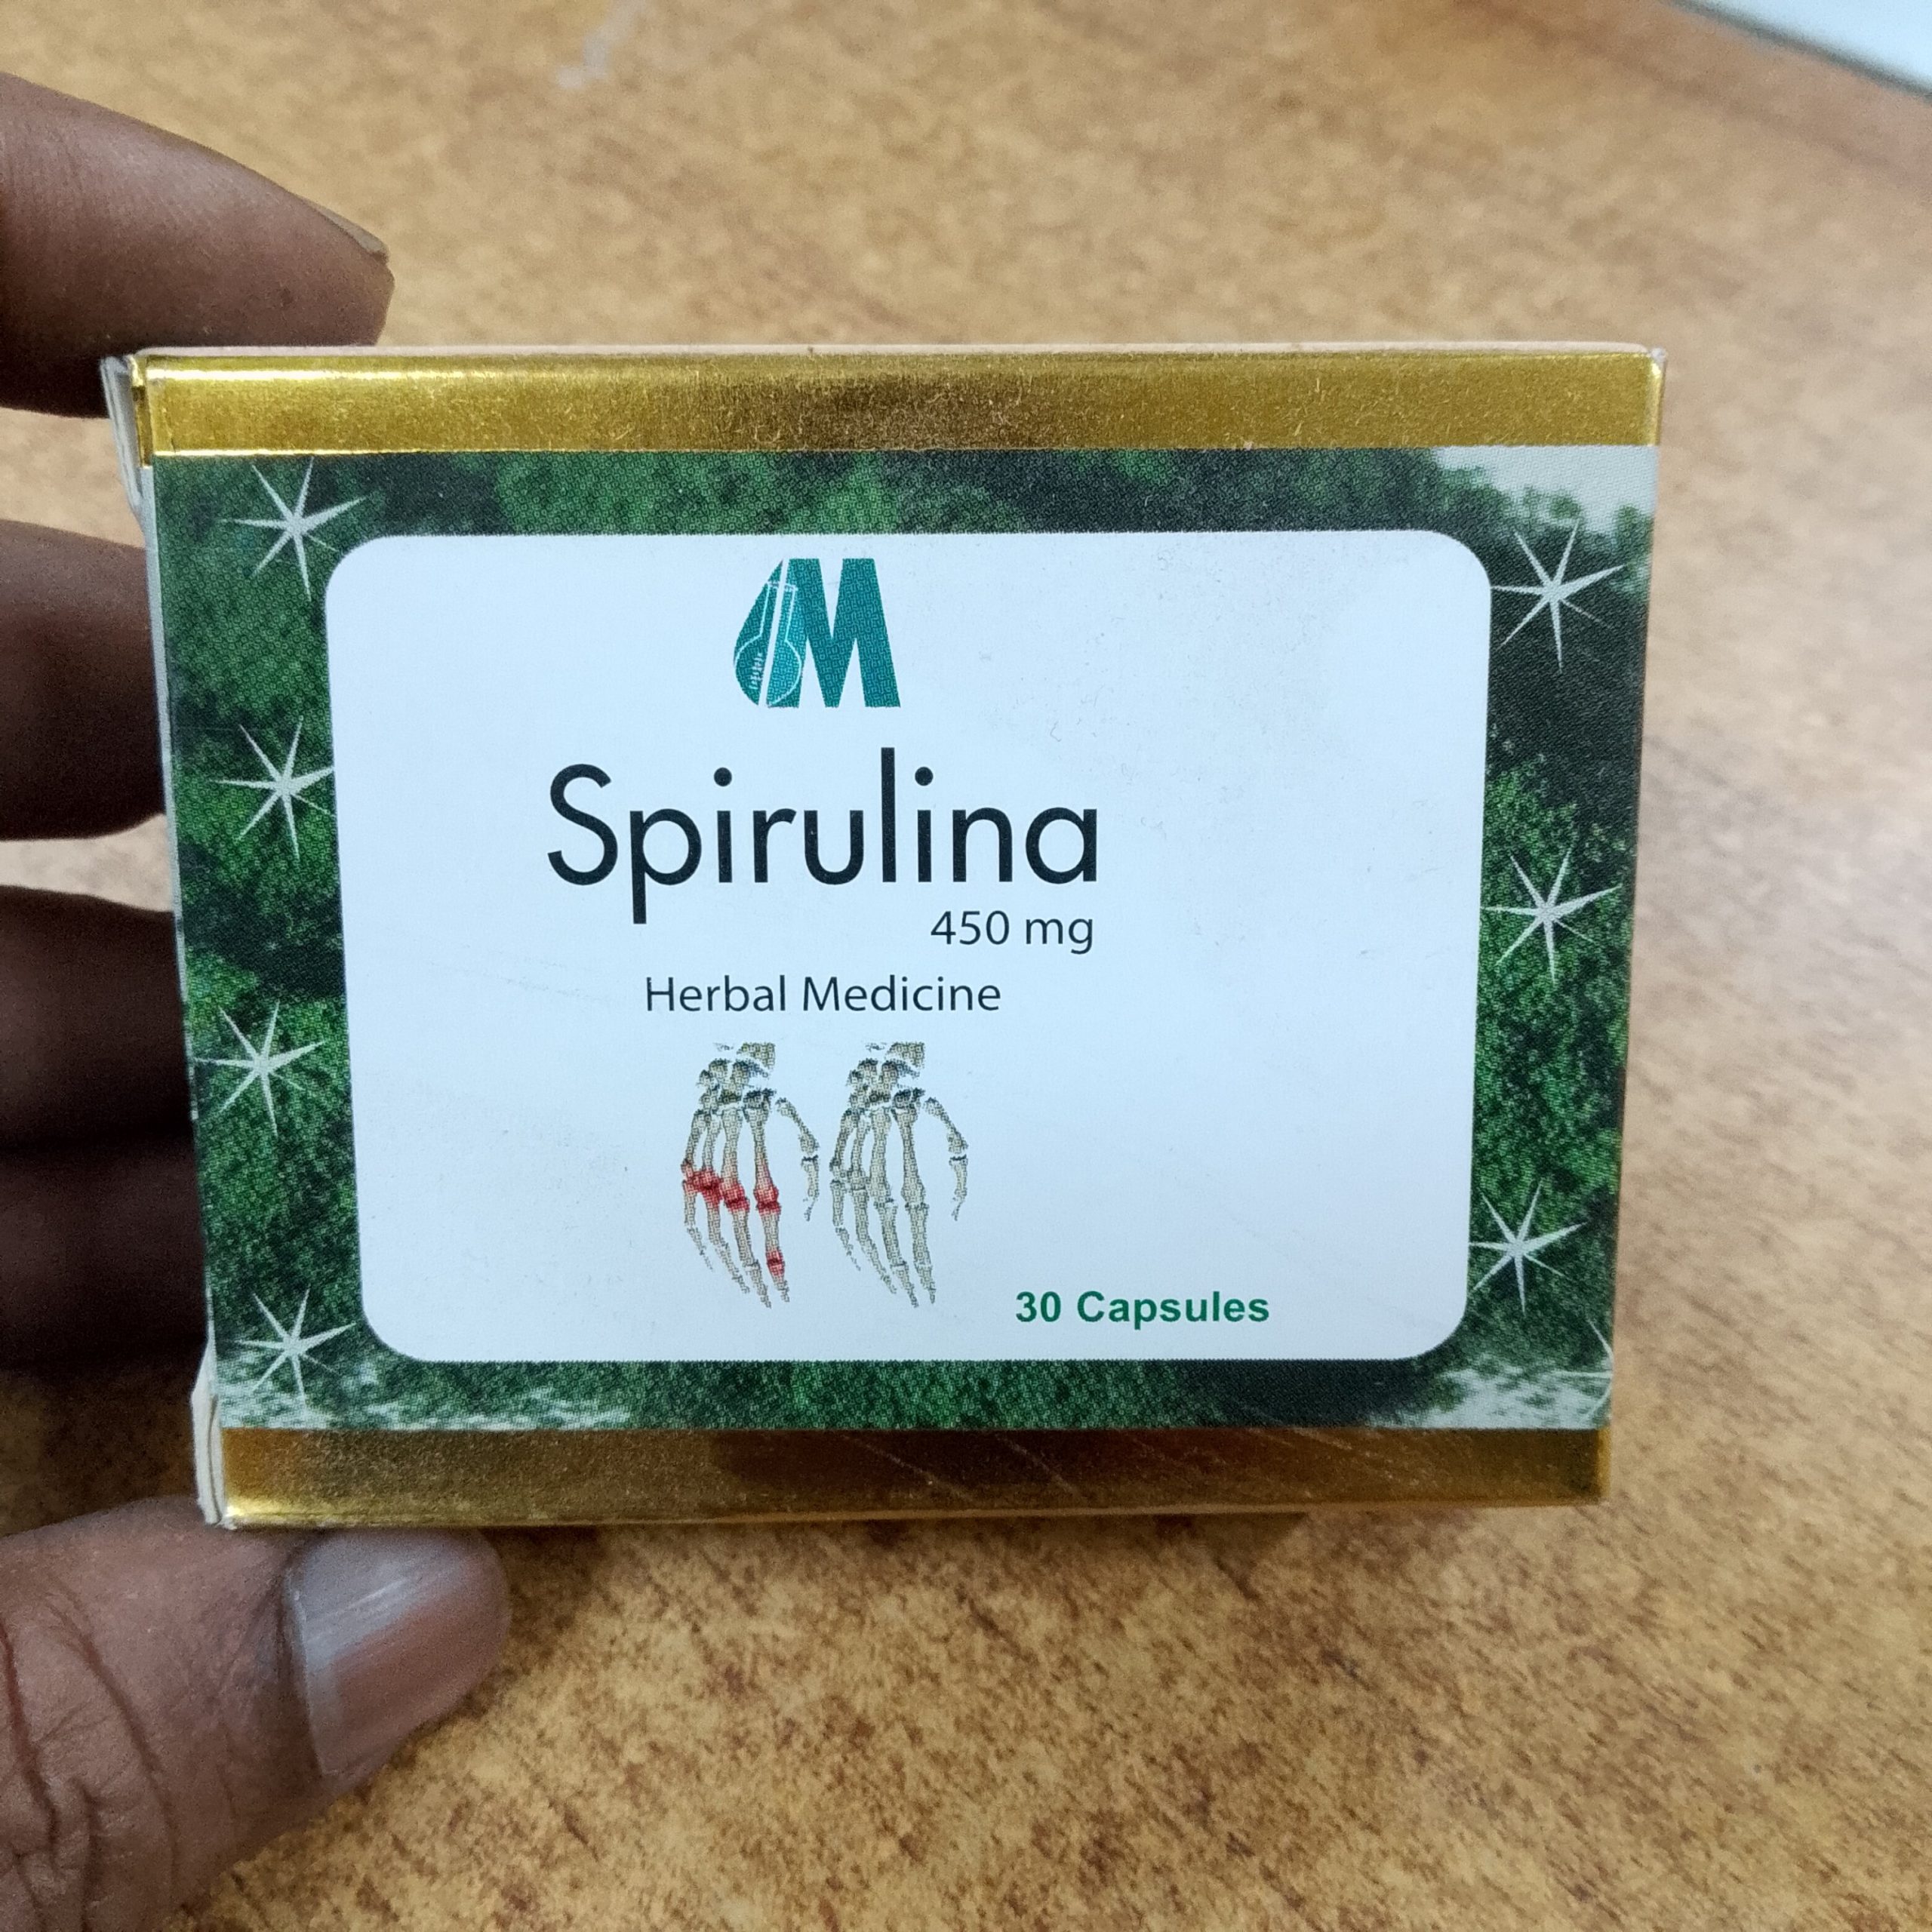 M
Spirulina
450 mg
Herbal Medicine
30 Capsules